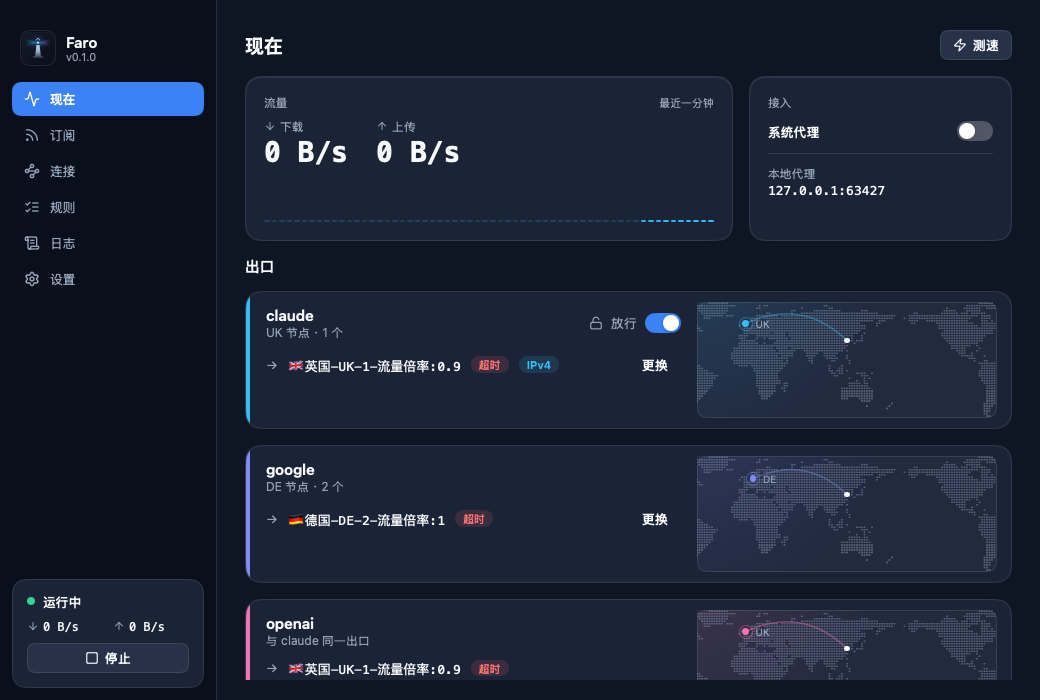 Faro
v0.1.0
现在
订阅
连接
规则
日志
设置
运行中
↓ 0 B/s ↑ 0 B/s
停止
现在
测速
流量 最近一分钟
↓ 下载 ↑ 上传
0 B/s 0 B/s
接入
系统代理
本地代理
127.0.0.1:63427
出口
claude
UK 节点 · 1 个
放行
→ 🇬🇧英国-UK-1-流量倍率:0.9 超时 IPv4 更换
UK
google
DE 节点 · 2 个
→ 🇩🇪德国-DE-2-流量倍率:1 超时 更换
DE
openai
与 claude 同一出口
→ 🇬🇧英国-UK-1-流量倍率:0.9 超时
UK